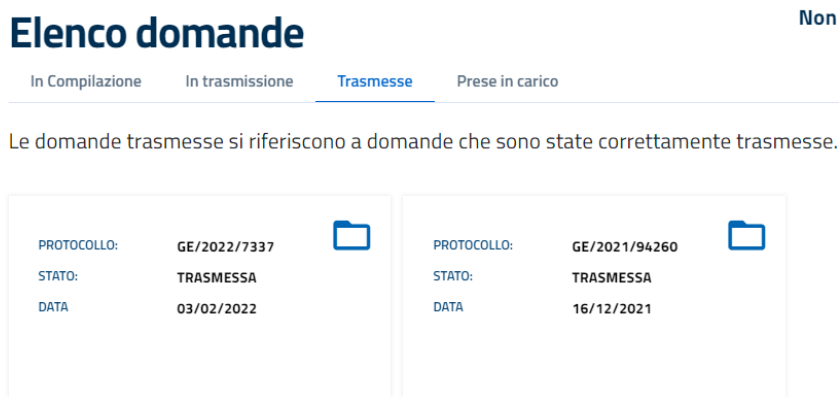 Non
Elenco domande
In Compilazione In trasmissione Trasmesse Prese in carico
Le domande trasmesse si riferiscono a domande che sono state correttamente trasmesse.
PROTOCOLLO: GE/2022/7337
STATO: TRASMESSA
DATA 03/02/2022
PROTOCOLLO: GE/2021/94260
STATO: TRASMESSA
DATA 16/12/2021